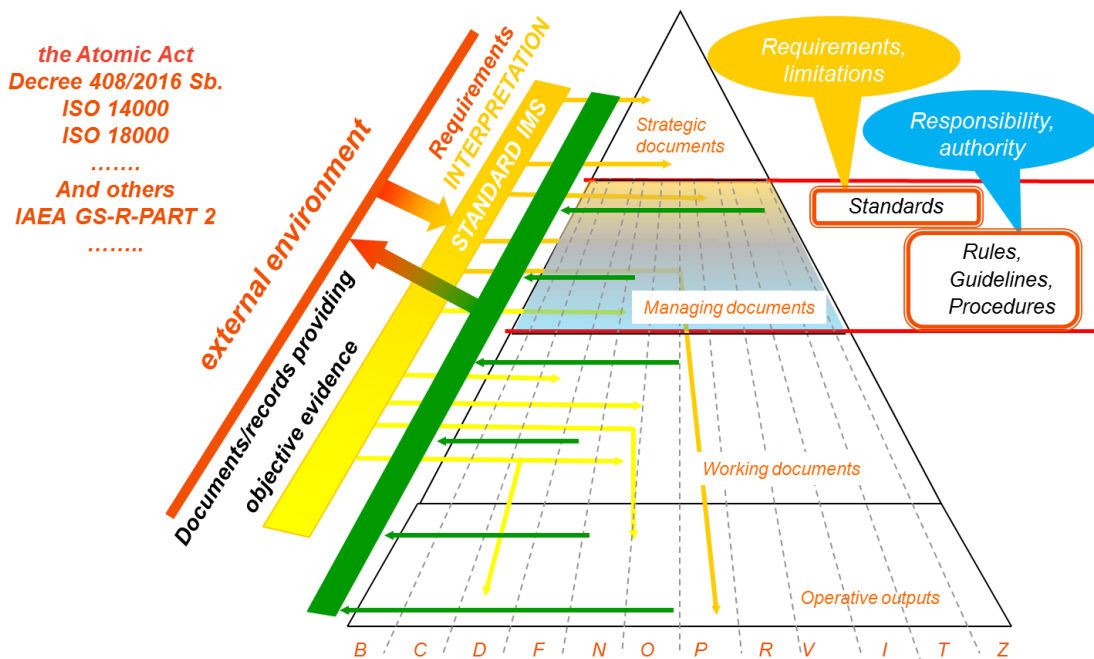 the Atomic Act
Decree 408/2016 Sb.
ISO 14000
ISO 18000
.......
And others
IAEA GS-R-PART 2
........
external environment
Requirements
INTERPRETATION
STANDARD IMS
Documents/records providing
objective evidence
Strategic
documents
Requirements,
limitations
Responsibility,
authority
Standards
Rules,
Guidelines,
Procedures
Managing documents
Working documents
Operative outputs
B C D F N O P R V I T Z